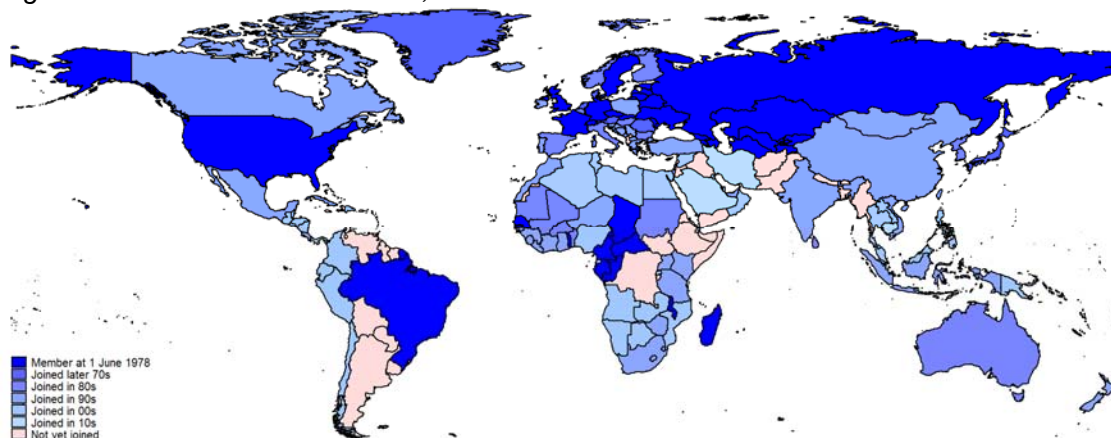 Member at 1 June 1978
Joined later 70s
Joined in 80s
Joined in 90s
Joined in 00s
Joined in 10s
Not yet joined